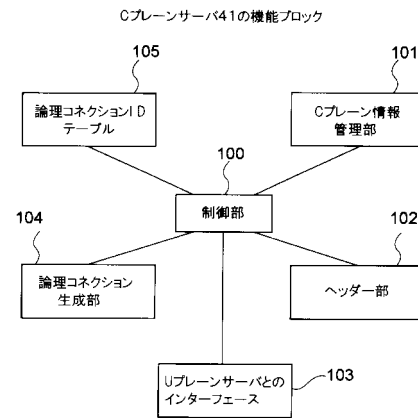 Cプレーンサーバ41の機能ブロック
105
論理コネクションID
テーブル
101
Cプレーン情報
管理部
100
制御部
104
論理コネクション
生成部
102
ヘッダー部
103
Uプレーンサーバとの
インターフェース